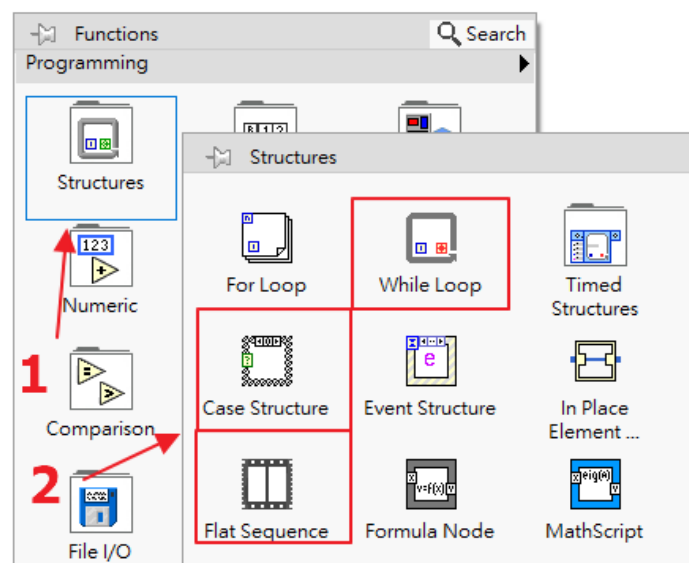 Functions
Search
Programming
Structures
Numeric
Comparison
File I/O
1
2
Structures
For Loop
While Loop
Timed
Structures
Case Structure
Event Structure
In Place
Element ...
Flat Sequence
Formula Node
MathScript
123
v=f(x)
eig(A)
e